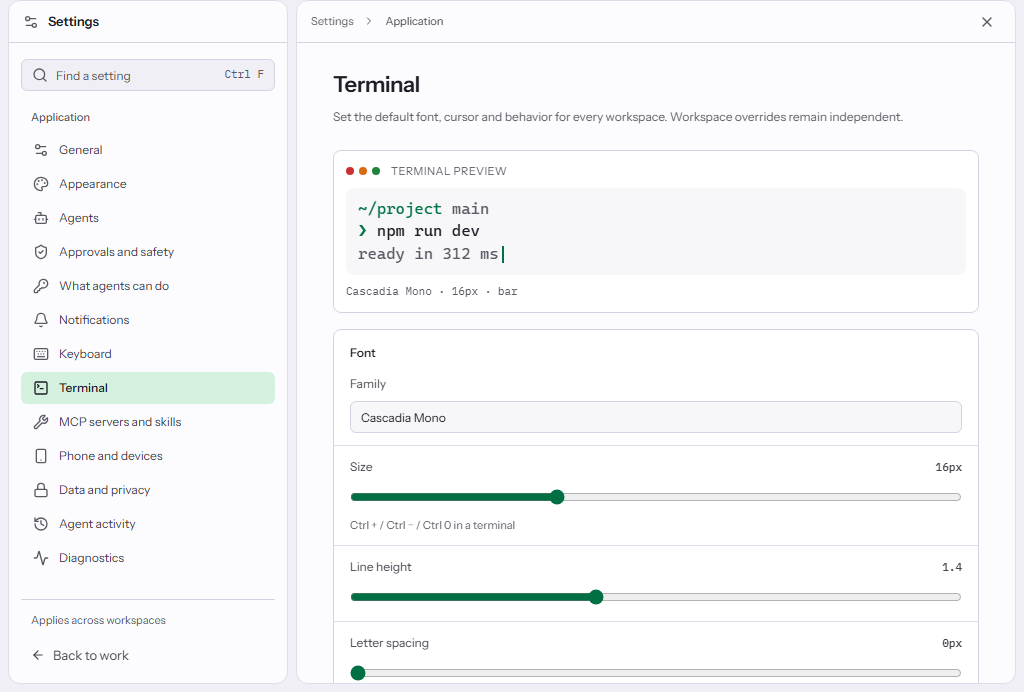 Settings
Find a setting
Ctrl F
Application
General
Appearance
Agents
Approvals and safety
What agents can do
Notifications
Keyboard
Terminal
MCP servers and skills
Phone and devices
Data and privacy
Agent activity
Diagnostics
Applies across workspaces
Back to work
Settings > Application
Terminal
Set the default font, cursor and behavior for every workspace. Workspace overrides remain independent.
TERMINAL PREVIEW
~/project main
❯ npm run dev
ready in 312 ms
Cascadia Mono · 16px · bar
Font
Family
Cascadia Mono
Size
16px
Ctrl + / Ctrl − / Ctrl 0 in a terminal
Line height
1.4
Letter spacing
0px